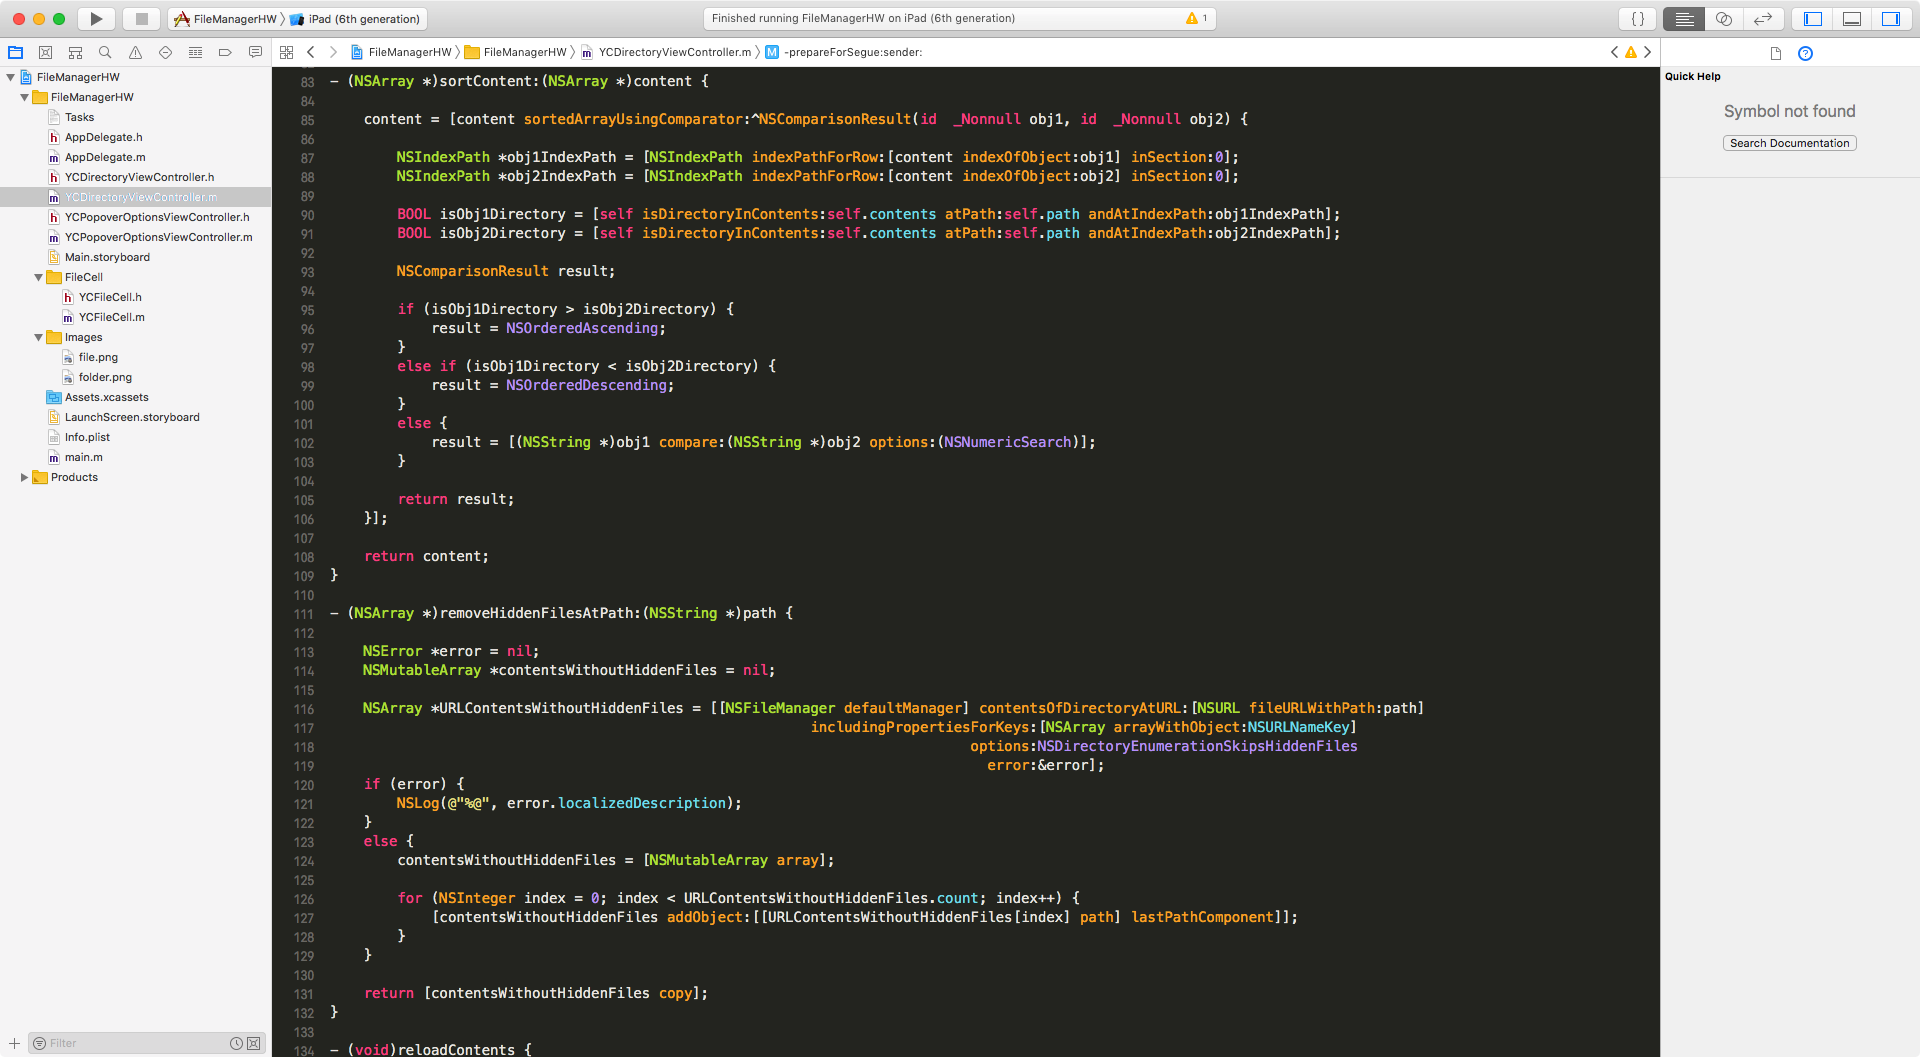 FileManagerHW
iPad (6th generation)
Finished running FileManagerHW on iPad (6th generation)
1
{ }
FileManagerHW
FileManagerHW
YCDirectoryViewController.m
M
-prepareForSegue:sender:
FileManagerHW
FileManagerHW
Tasks
h AppDelegate.h
m AppDelegate.m
h YCDirectoryViewController.h
m YCDirectoryViewController.m
h YCPopoverOptionsViewController.h
m YCPopoverOptionsViewController.m
Main.storyboard
FileCell
h YCFileCell.h
m YCFileCell.m
Images
file.png
folder.png
Assets.xcassets
LaunchScreen.storyboard
Info.plist
m main.m
Products
Filter
83 - (NSArray *)sortContent:(NSArray *)content {
84
85 content = [content sortedArrayUsingComparator:^NSComparisonResult(id  _Nonnull obj1, id  _Nonnull obj2) {
86
87 NSIndexPath *obj1IndexPath = [NSIndexPath indexPathForRow:[content indexOfObject:obj1] inSection:0];
88 NSIndexPath *obj2IndexPath = [NSIndexPath indexPathForRow:[content indexOfObject:obj2] inSection:0];
89
90 BOOL isObj1Directory = [self isDirectoryInContents:self.contents atPath:self.path andAtIndexPath:obj1IndexPath];
91 BOOL isObj2Directory = [self isDirectoryInContents:self.contents atPath:self.path andAtIndexPath:obj2IndexPath];
92
93 NSComparisonResult result;
94
95 if (isObj1Directory > isObj2Directory) {
96 result = NSOrderedAscending;
97 }
98 else if (isObj1Directory < isObj2Directory) {
99 result = NSOrderedDescending;
100 }
101 else {
102 result = [(NSString *)obj1 compare:(NSString *)obj2 options:(NSNumericSearch)];
103 }
104
105 return result;
106 }];
107
108 return content;
109 }
110
111 - (NSArray *)removeHiddenFilesAtPath:(NSString *)path {
112
113 NSError *error = nil;
114 NSMutableArray *contentsWithoutHiddenFiles = nil;
115
116 NSArray *URLContentsWithoutHiddenFiles = [[NSFileManager defaultManager] contentsOfDirectoryAtURL:[NSURL fileURLWithPath:path]
117 includingPropertiesForKeys:[NSArray arrayWithObject:NSURLNameKey]
118 options:NSDirectoryEnumerationSkipsHiddenFiles
119 error:&error];
120 if (error) {
121 NSLog(@"%@", error.localizedDescription);
122 }
123 else {
124 contentsWithoutHiddenFiles = [NSMutableArray array];
125
126 for (NSInteger index = 0; index < URLContentsWithoutHiddenFiles.count; index++) {
127 [contentsWithoutHiddenFiles addObject:[[URLContentsWithoutHiddenFiles[index] path] lastPathComponent]];
128 }
129 }
130
131 return [contentsWithoutHiddenFiles copy];
132 }
133
134 - (void)reloadContents {
Quick Help
Symbol not found
Search Documentation